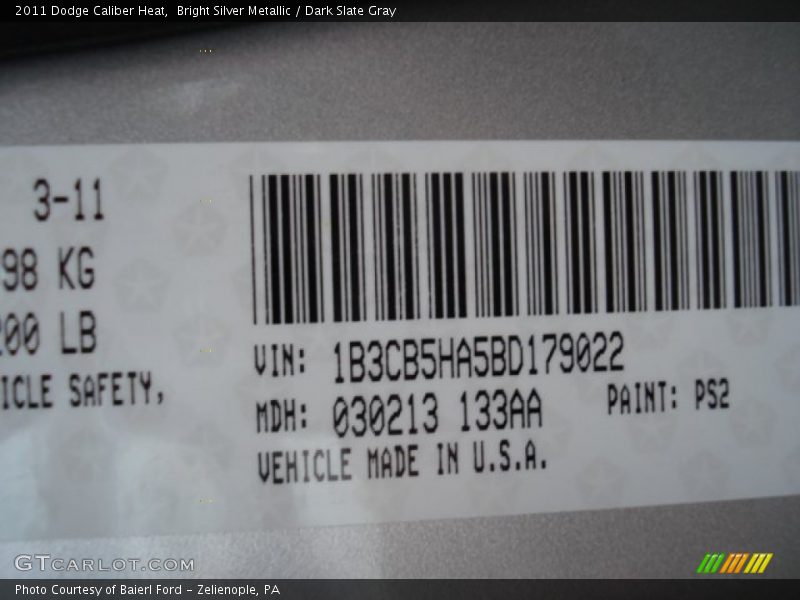 2011 Dodge Caliber Heat, Bright Silver Metallic / Dark Slate Gray
3-11
98 KG
200 LB
ICLE SAFETY,
VIN: 1B3CB5HA5BD179022
MDH: 030213 133AA PAINT: PS2
VEHICLE MADE IN U.S.A.
GTCARLOT.COM
Photo Courtesy of Baierl Ford - Zelienople, PA